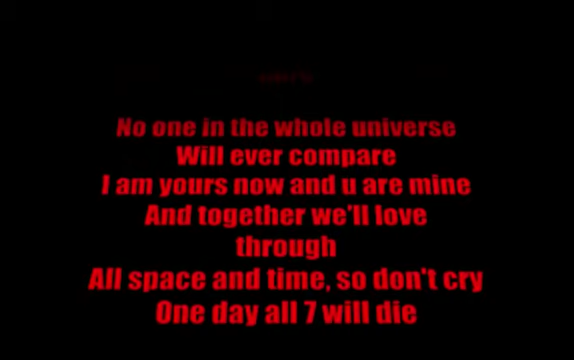 No one in the whole universe
Will ever compare
I am yours now and u are mine
And together we'll love
through
All space and time, so don't cry
One day all 7 will die